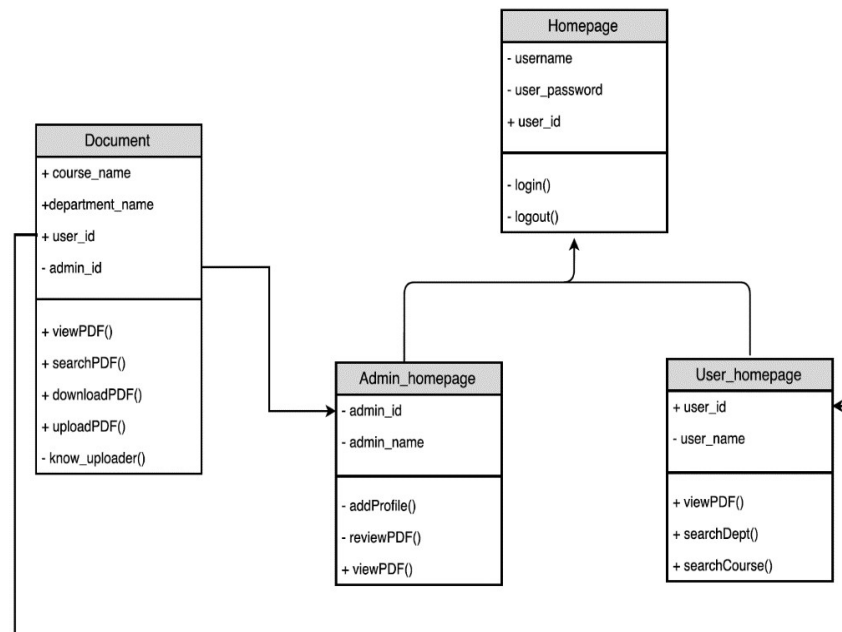 Homepage
- username
- user_password
+ user_id
- login()
- logout()
Document
+ course_name
+department_name
+ user_id
- admin_id
+ viewPDF()
+ searchPDF()
+ downloadPDF()
+ uploadPDF()
- know_uploader()
Admin_homepage
- admin_id
- admin_name
- addProfile()
- reviewPDF()
+ viewPDF()
User_homepage
+ user_id
- user_name
+ viewPDF()
+ searchDept()
+ searchCourse()